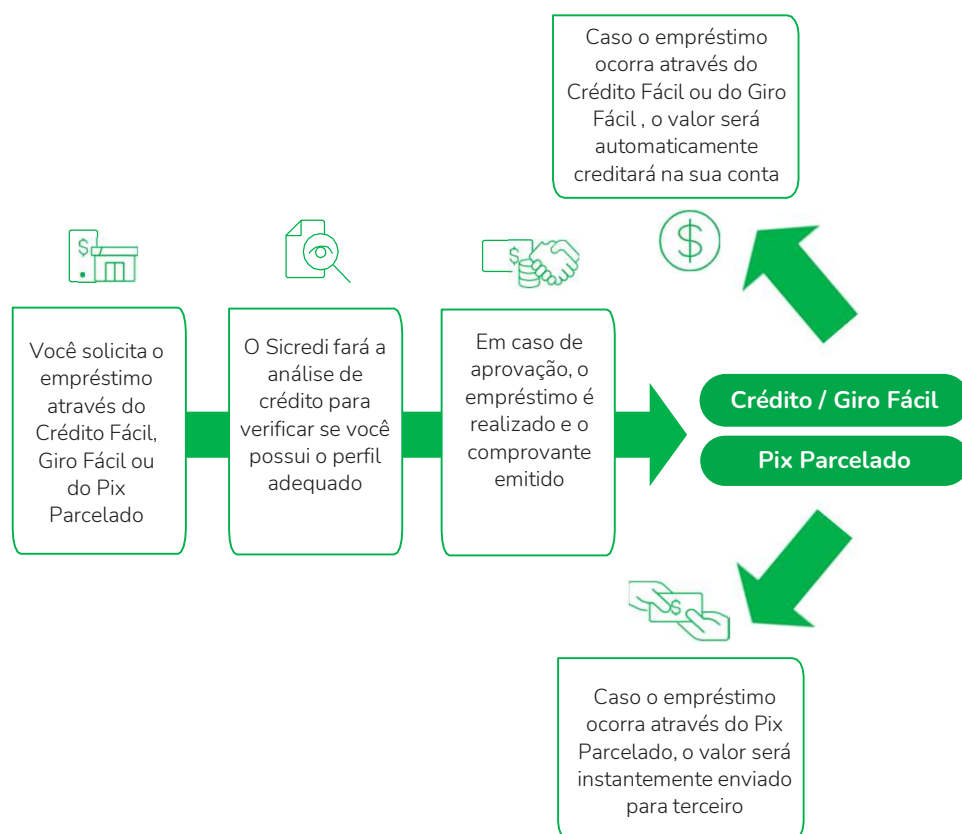 Caso o empréstimo
ocorra através do
Crédito Fácil ou do Giro
Fácil , o valor será
automaticamente
creditará na sua conta
Você solicita o
empréstimo
através do
Crédito Fácil,
Giro Fácil ou
do Pix
Parcelado
O Sicredi fará a
análise de
crédito para
verificar se você
possui o perfil
adequado
Em caso de
aprovação, o
empréstimo é
realizado e o
comprovante
emitido
Crédito / Giro Fácil
Pix Parcelado
Caso o empréstimo
ocorra através do Pix
Parcelado, o valor será
instantemente enviado
para terceiro